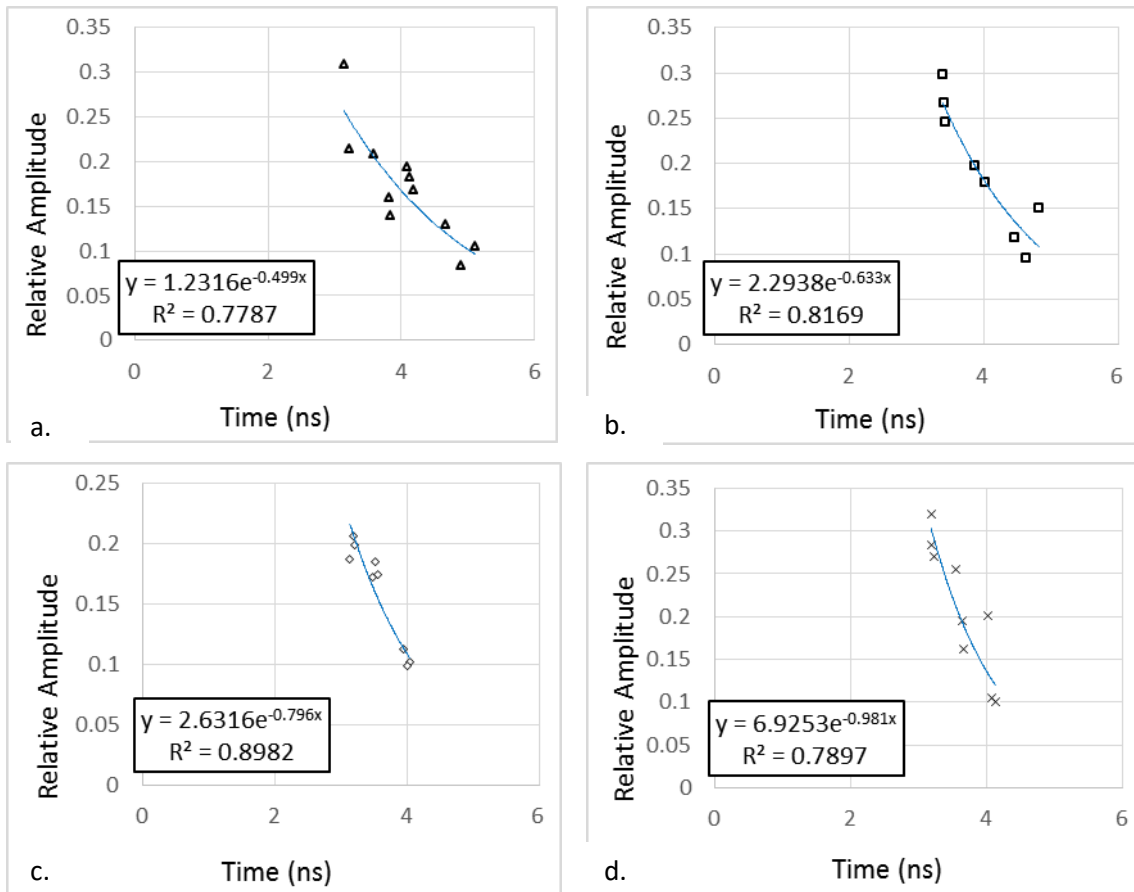 0.35
0.3
0.25
0.2
0.15
0.1
0.05
0
Relative Amplitude
y = 1.2316e^-0.499x
R² = 0.7787
0 2 4 6
Time (ns)
a.
0.35
0.3
0.25
0.2
0.15
0.1
0.05
0
Relative Amplitude
y = 2.2938e^-0.633x
R² = 0.8169
0 2 4 6
Time (ns)
b.
0.25
0.2
0.15
0.1
0.05
0
Relative Amplitude
y = 2.6316e^-0.796x
R² = 0.8982
0 2 4 6
Time (ns)
c.
0.35
0.3
0.25
0.2
0.15
0.1
0.05
0
Relative Amplitude
y = 6.9253e^-0.981x
R² = 0.7897
0 2 4 6
Time (ns)
d.